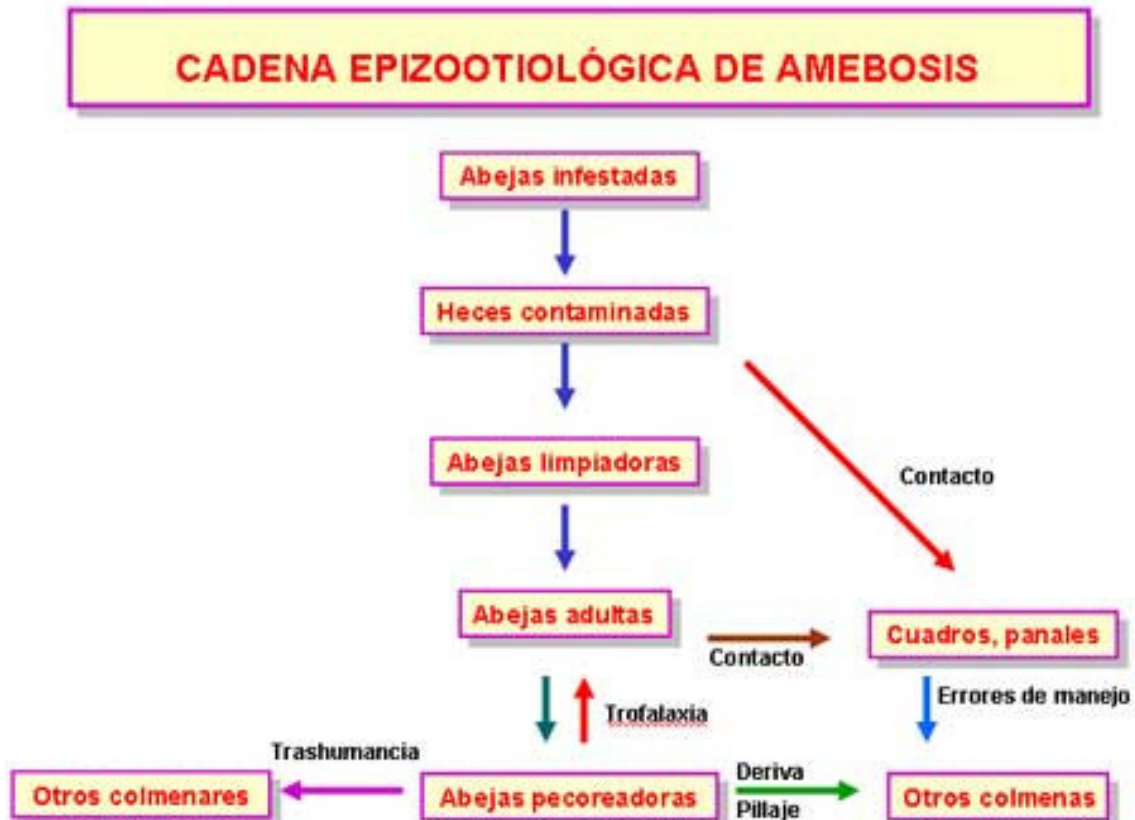 CADENA EPIZOOTIOLÓGICA DE AMEBOSIS
Abejas infestadas
Heces contaminadas
Abejas limpiadoras
Contacto
Abejas adultas
Cuadros, panales
Contacto
Trofalaxia
Errores de manejo
Trashumancia
Otros colmenares
Abejas pecoreadoras
Deriva
Pillaje
Otros colmenas